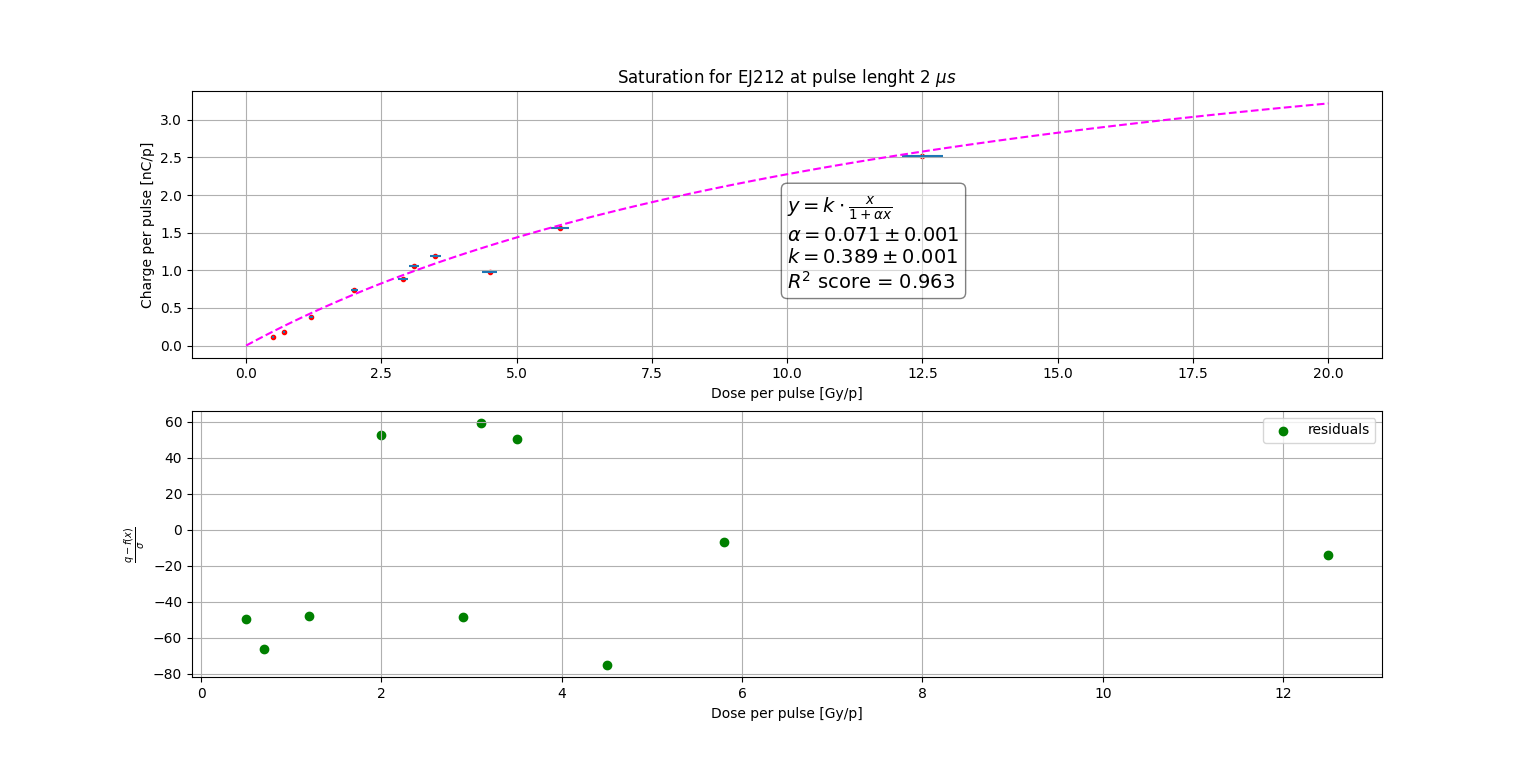 Saturation for EJ212 at pulse lenght 2 μs
Charge per pulse [nC/p]
3.0
2.5
2.0
1.5
1.0
0.5
0.0
y = k · x/(1 + αx)
α = 0.071 ± 0.001
k = 0.389 ± 0.001
R² score = 0.963
0.0 2.5 5.0 7.5 10.0 12.5 15.0 17.5 20.0
Dose per pulse [Gy/p]
residuals
(q − f(x))/σ
60
40
20
0
−20
−40
−60
−80
0 2 4 6 8 10 12
Dose per pulse [Gy/p]